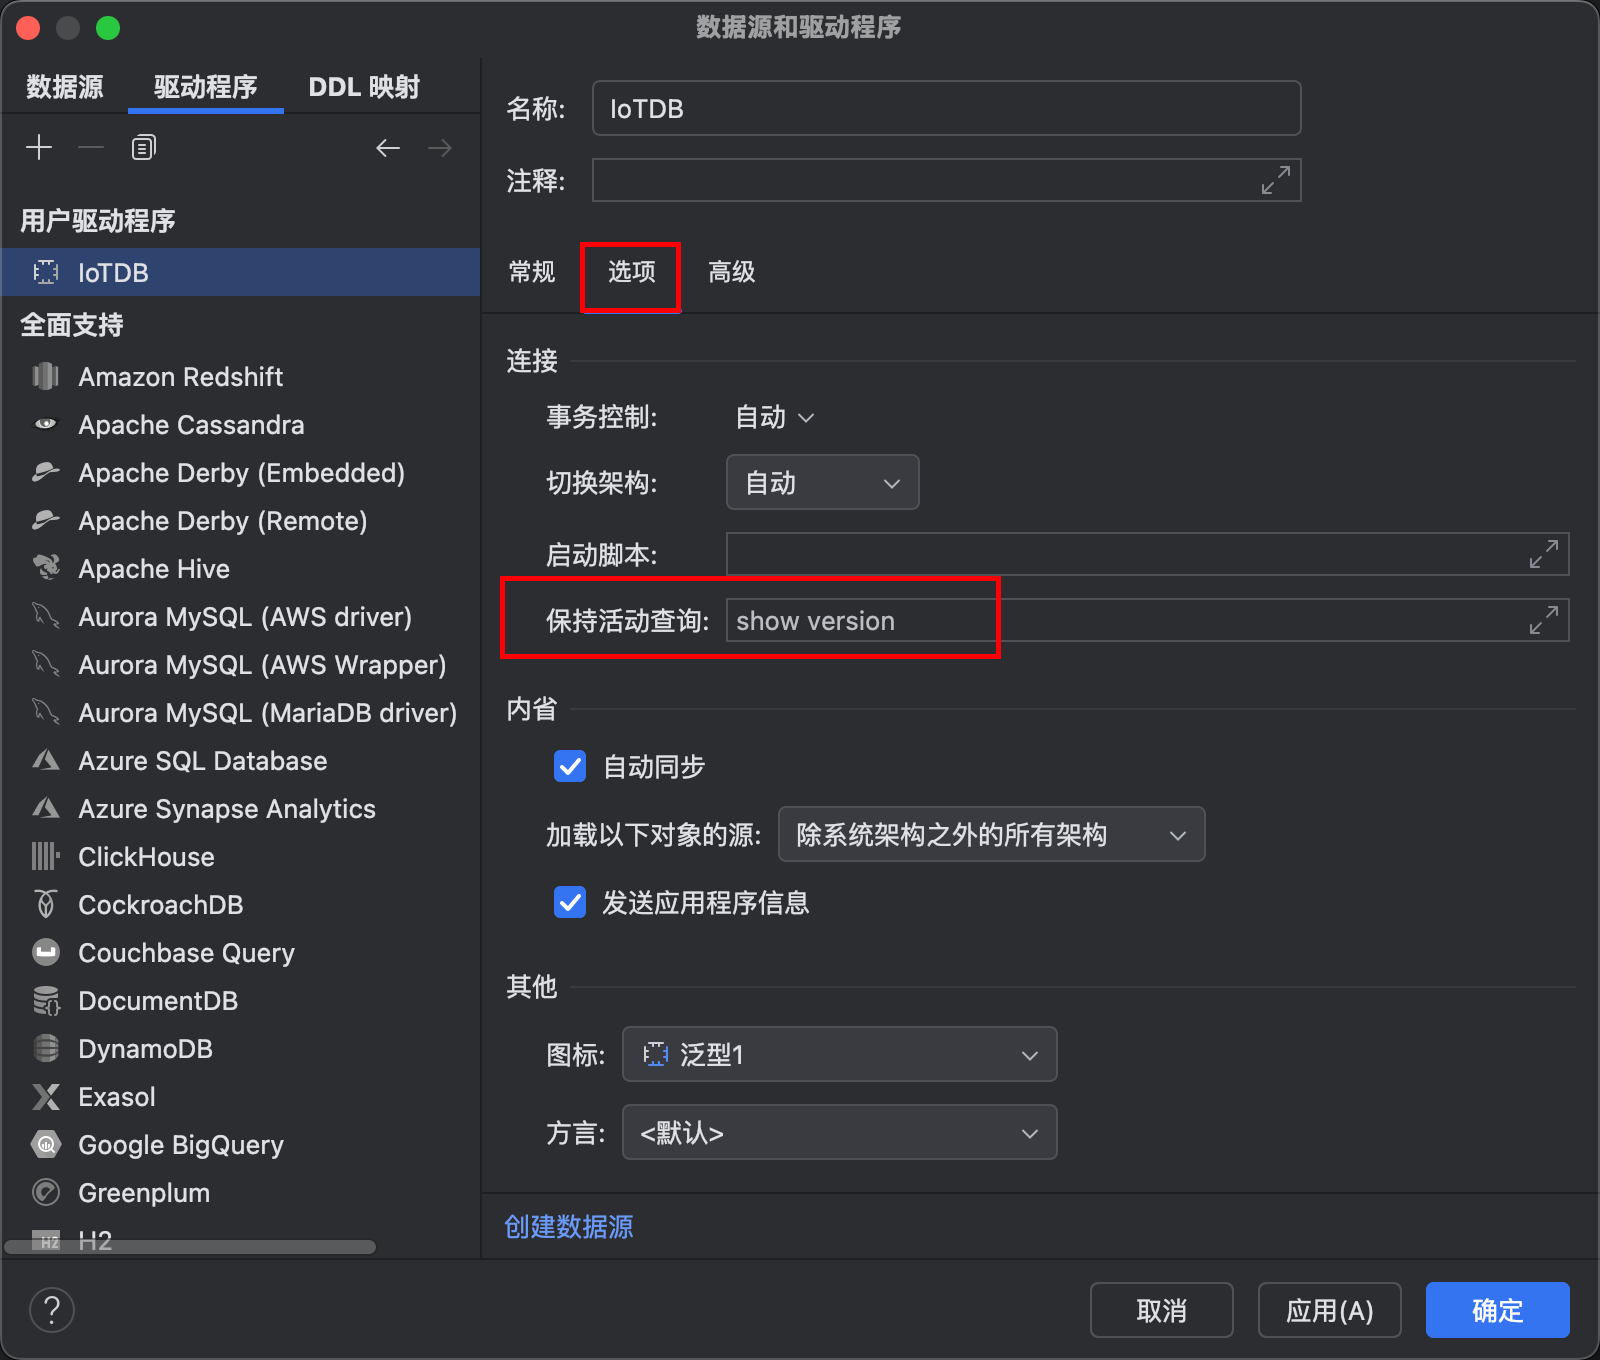 数据源和驱动程序
数据源 驱动程序 DDL 映射
用户驱动程序
IoTDB
全面支持
Amazon Redshift
Apache Cassandra
Apache Derby (Embedded)
Apache Derby (Remote)
Apache Hive
Aurora MySQL (AWS driver)
Aurora MySQL (AWS Wrapper)
Aurora MySQL (MariaDB driver)
Azure SQL Database
Azure Synapse Analytics
ClickHouse
CockroachDB
Couchbase Query
DocumentDB
DynamoDB
Exasol
Google BigQuery
Greenplum
H2 H2
名称: IoTDB
注释:
常规 选项 高级
连接
事务控制: 自动
切换架构: 自动
启动脚本:
保持活动查询: show version
内省
自动同步
加载以下对象的源: 除系统架构之外的所有架构
发送应用程序信息
其他
图标: 泛型1
方言: <默认>
创建数据源
? 取消 应用(A) 确定